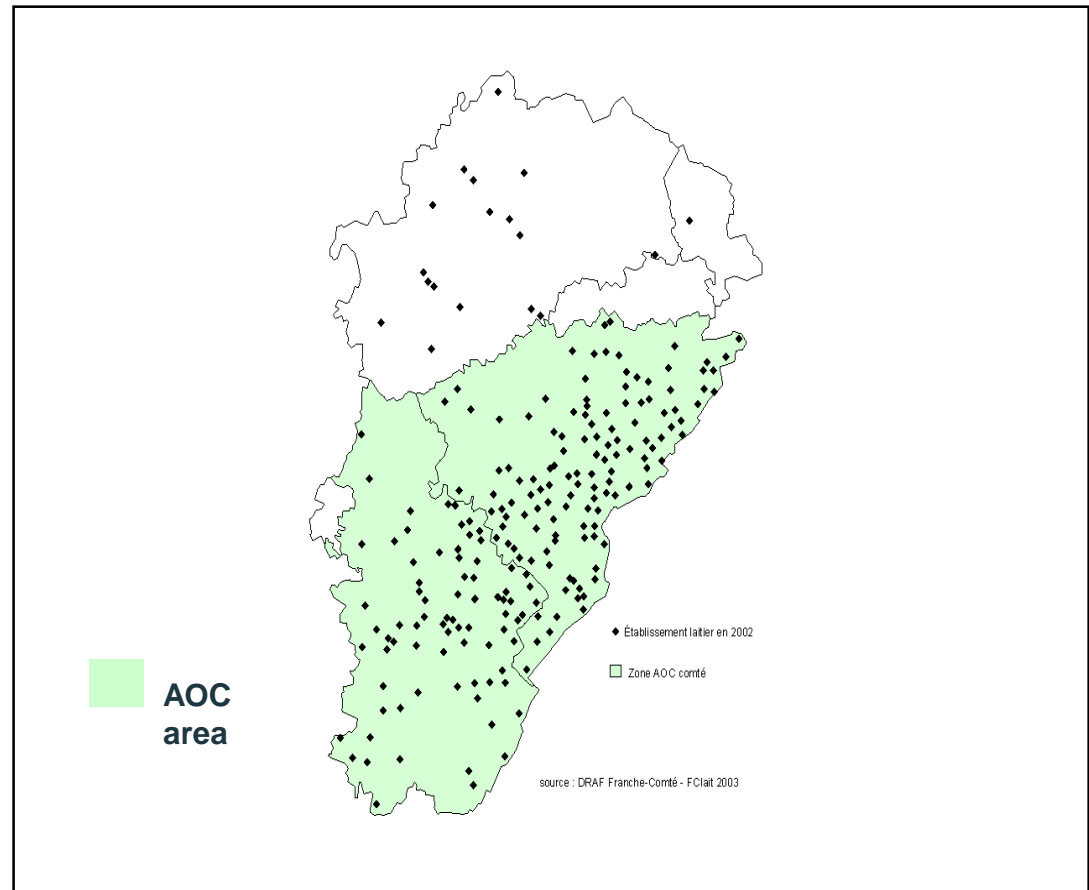 Établissement laitier en 2002
Zone AOC comté
AOC
area
source : DRAF Franche-Comté - FClait 2003